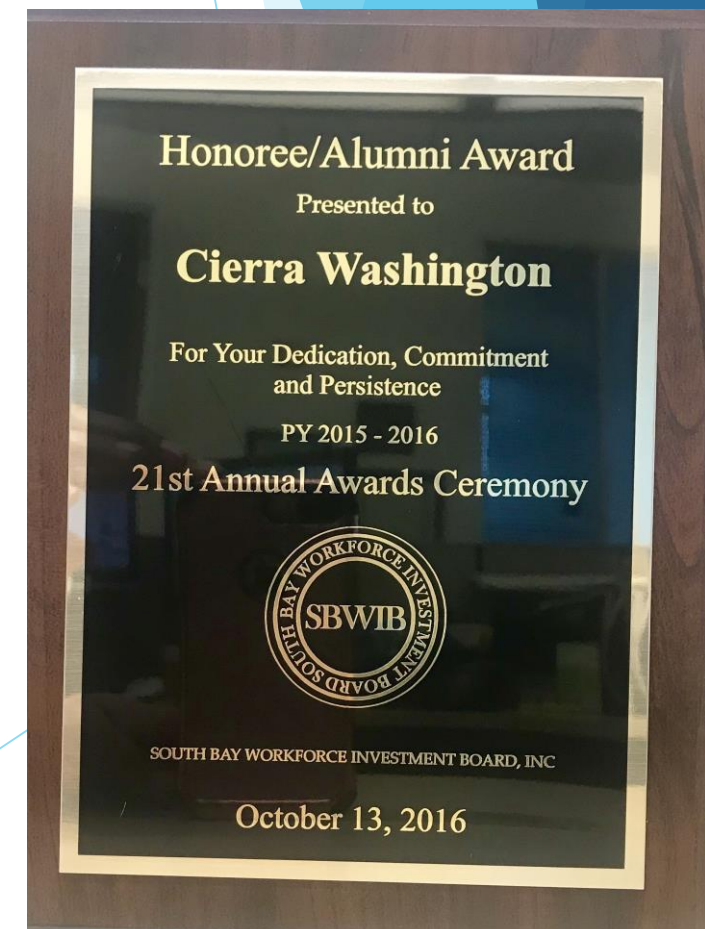 Honoree/Alumni Award
Presented to
Cierra Washington
For Your Dedication, Commitment
and Persistence
PY 2015 - 2016
21st Annual Awards Ceremony
SOUTH BAY WORKFORCE INVESTMENT BOARD
SBWIB
SOUTH BAY WORKFORCE INVESTMENT BOARD, INC
October 13, 2016